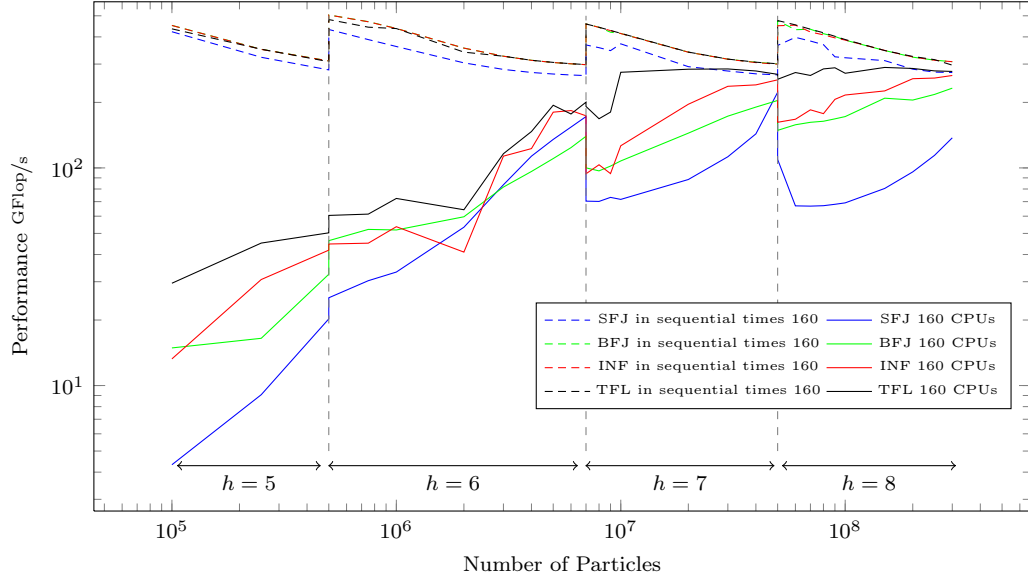 Performance GFlop/s
10^2
10^1
SFJ in sequential times 160 SFJ 160 CPUs
BFJ in sequential times 160 BFJ 160 CPUs
INF in sequential times 160 INF 160 CPUs
TFL in sequential times 160 TFL 160 CPUs
h = 5 h = 6 h = 7 h = 8
10^5 10^6 10^7 10^8
Number of Particles